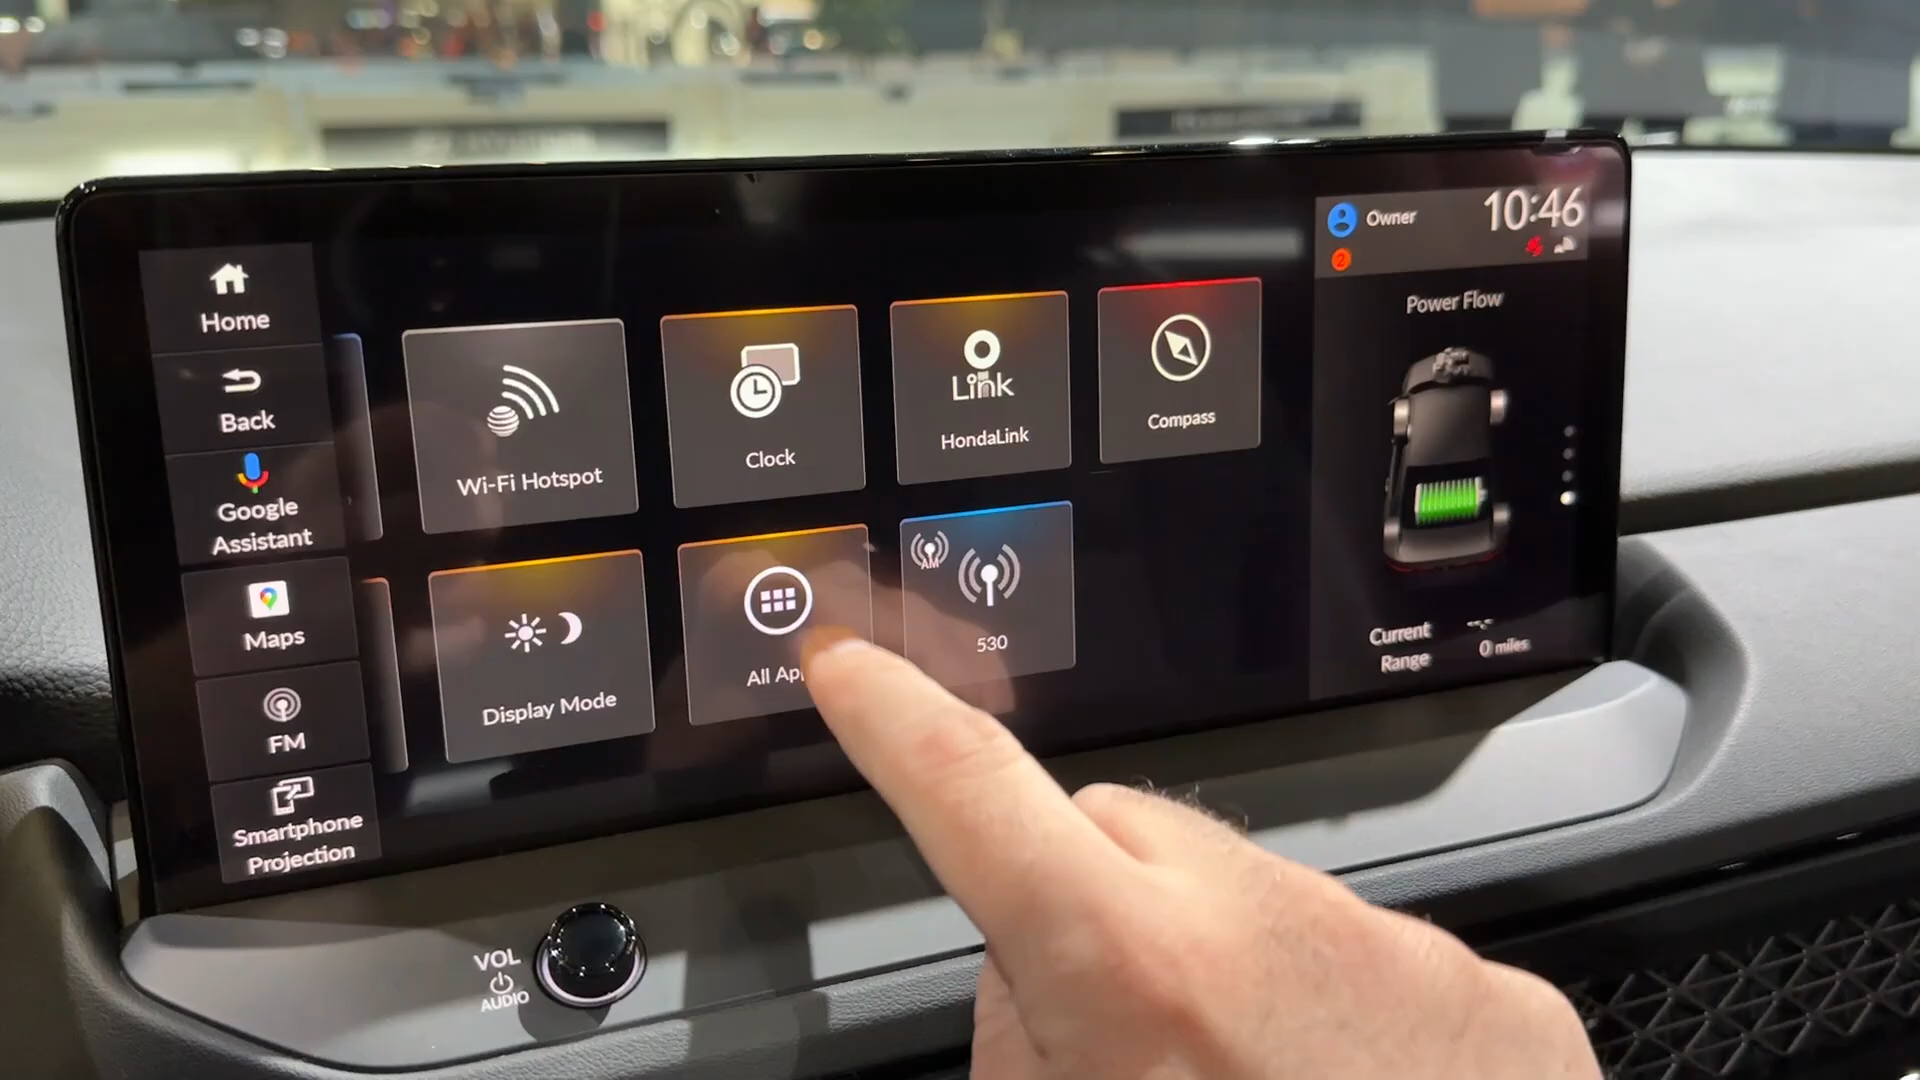 Home
Back
Google
Assistant
Maps
FM
Smartphone
Projection
Wi-Fi Hotspot
Clock
Link
HondaLink
Compass
Display Mode
All Ap
AM
530
Owner
10:46
2
Power Flow
Current
Range
--.-
0 miles
VOL
AUDIO